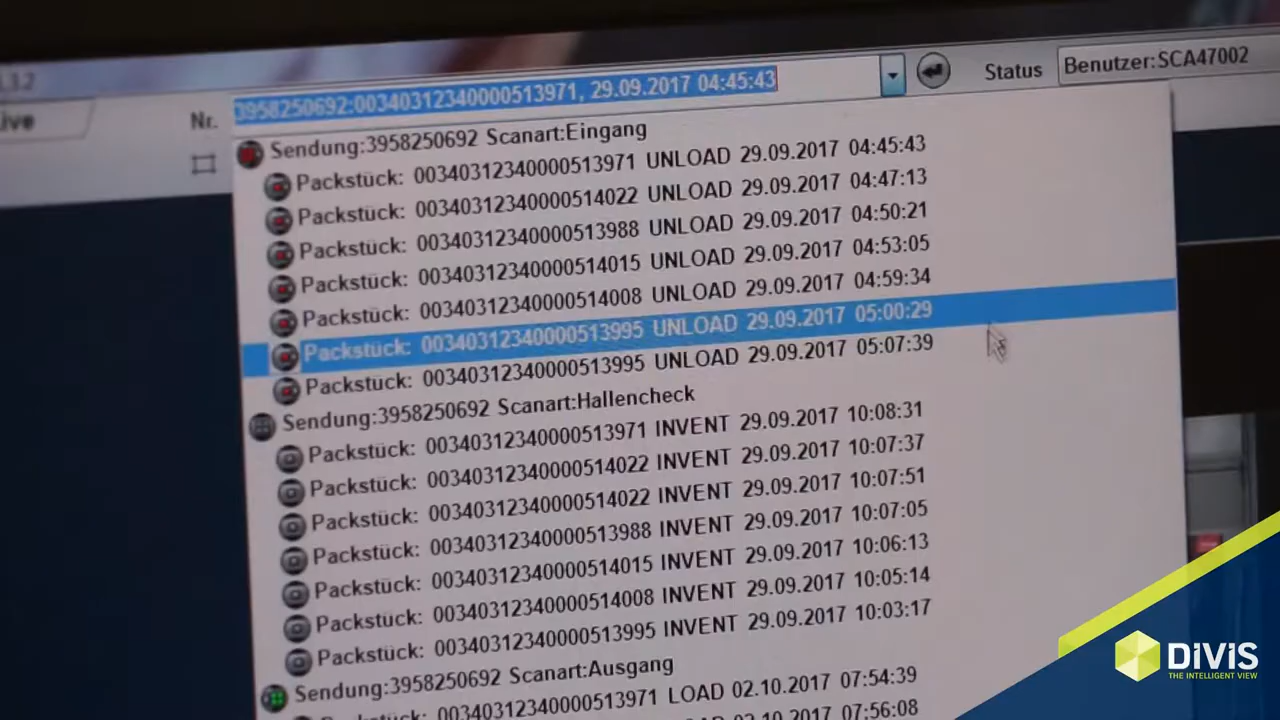 .3.2
Live
Nr. 3958250692:00340312340000513971, 29.09.2017 04:45:43 Status Benutzer:SCA47002
Sendung:3958250692 Scanart:Eingang
Packstück: 00340312340000513971 UNLOAD 29.09.2017 04:45:43
Packstück: 00340312340000514022 UNLOAD 29.09.2017 04:47:13
Packstück: 00340312340000513988 UNLOAD 29.09.2017 04:50:21
Packstück: 00340312340000514015 UNLOAD 29.09.2017 04:53:05
Packstück: 00340312340000514008 UNLOAD 29.09.2017 04:59:34
Packstück: 00340312340000513995 UNLOAD 29.09.2017 05:00:29
Packstück: 00340312340000513995 UNLOAD 29.09.2017 05:07:39
Sendung:3958250692 Scanart:Hallencheck
Packstück: 00340312340000513971 INVENT 29.09.2017 10:08:31
Packstück: 00340312340000514022 INVENT 29.09.2017 10:07:37
Packstück: 00340312340000514022 INVENT 29.09.2017 10:07:51
Packstück: 00340312340000513988 INVENT 29.09.2017 10:07:05
Packstück: 00340312340000514015 INVENT 29.09.2017 10:06:13
Packstück: 00340312340000514008 INVENT 29.09.2017 10:05:14
Packstück: 00340312340000513995 INVENT 29.09.2017 10:03:17
Sendung:3958250692 Scanart:Ausgang
00340312340000513971 LOAD 02.10.2017 07:54:39
LOAD 02.10.2017 07:56:08
DIVIS
THE INTELLIGENT VIEW